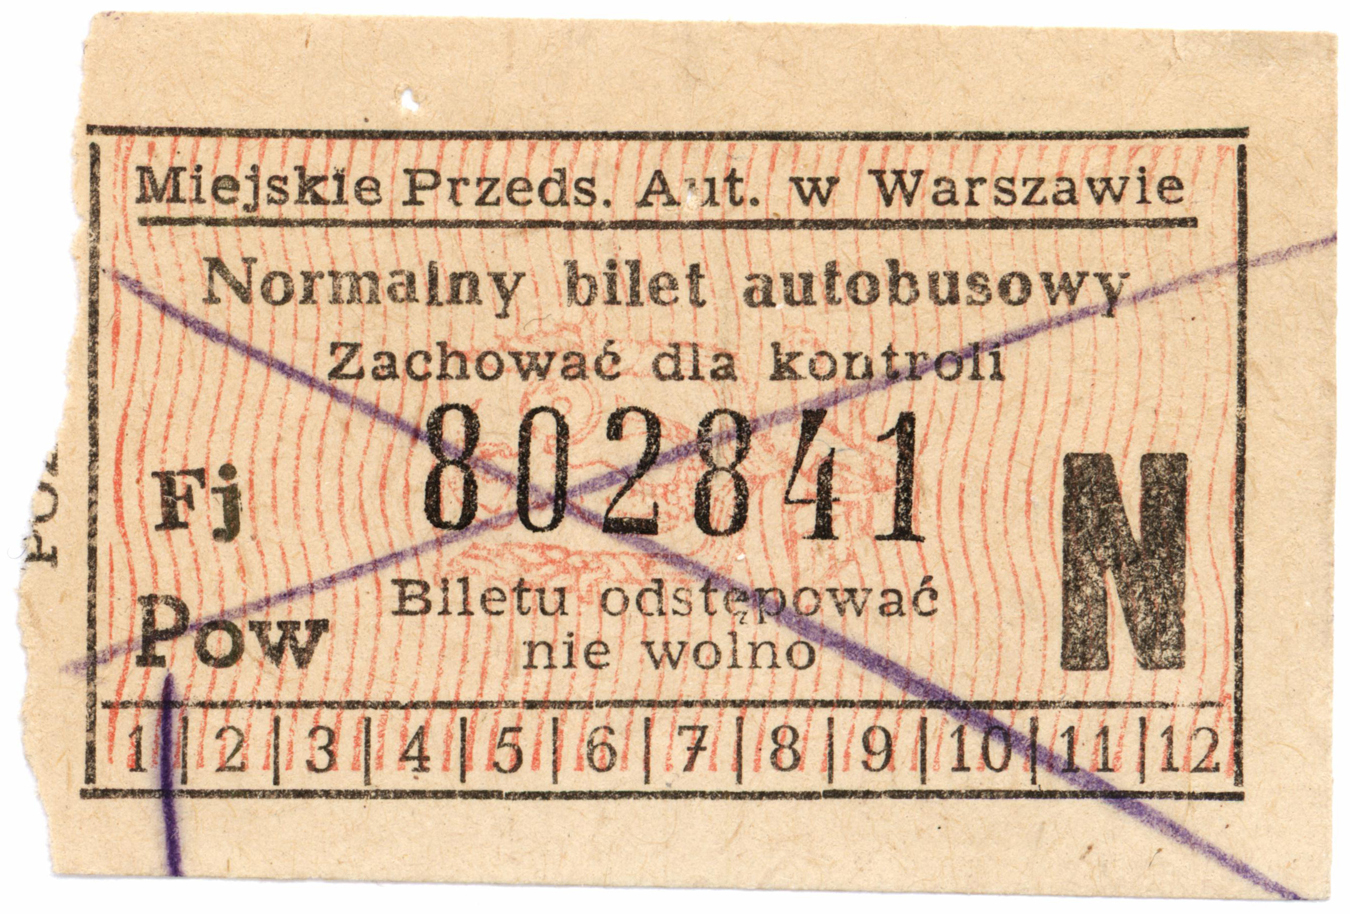 Miejskie Przeds. Aut. w Warszawie
Normalny bilet autobusowy
Zachować dla kontroli
802841
Fj
N
Pow
Biletu odstępować
nie wolno
1 | 2 | 3 | 4 | 5 | 6 | 7 | 8 | 9 | 10 | 11 | 12